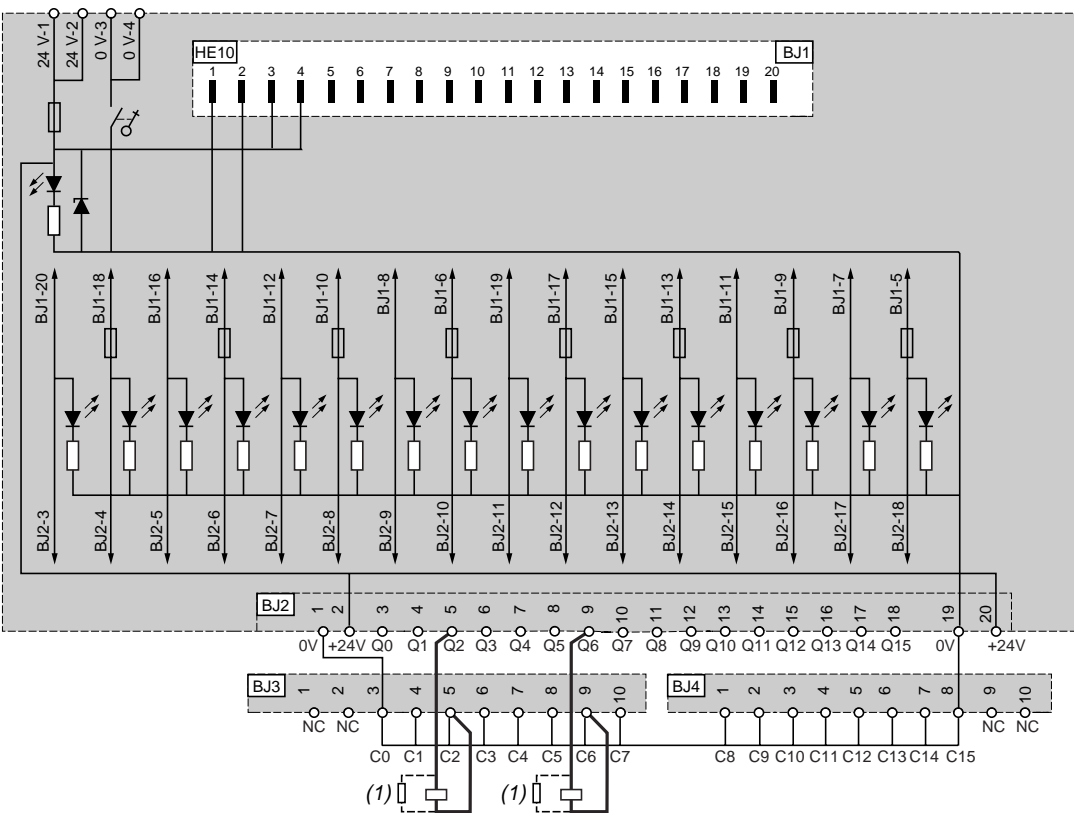 24 V-1 24 V-2 0 V-3 0 V-4
HE10 BJ1
1 2 3 4 5 6 7 8 9 10 11 12 13 14 15 16 17 18 19 20
BJ1-20 BJ1-18 BJ1-16 BJ1-14 BJ1-12 BJ1-10 BJ1-8 BJ1-6 BJ1-19 BJ1-17 BJ1-15 BJ1-13 BJ1-11 BJ1-9 BJ1-7 BJ1-5
BJ2-3 BJ2-4 BJ2-5 BJ2-6 BJ2-7 BJ2-8 BJ2-9 BJ2-10 BJ2-11 BJ2-12 BJ2-13 BJ2-14 BJ2-15 BJ2-16 BJ2-17 BJ2-18
BJ2 1 2 3 4 5 6 7 8 9 10 11 12 13 14 15 16 17 18 19 20
0V +24V Q0 Q1 Q2 Q3 Q4 Q5 Q6 Q7 Q8 Q9 Q10 Q11 Q12 Q13 Q14 Q15 0V +24V
BJ3 1 2 3 4 5 6 7 8 9 10 BJ4 1 2 3 4 5 6 7 8 9 10
NC NC NC NC
C0 C1 C2 C3 C4 C5 C6 C7 C8 C9 C10 C11 C12 C13 C14 C15
(1) (1)